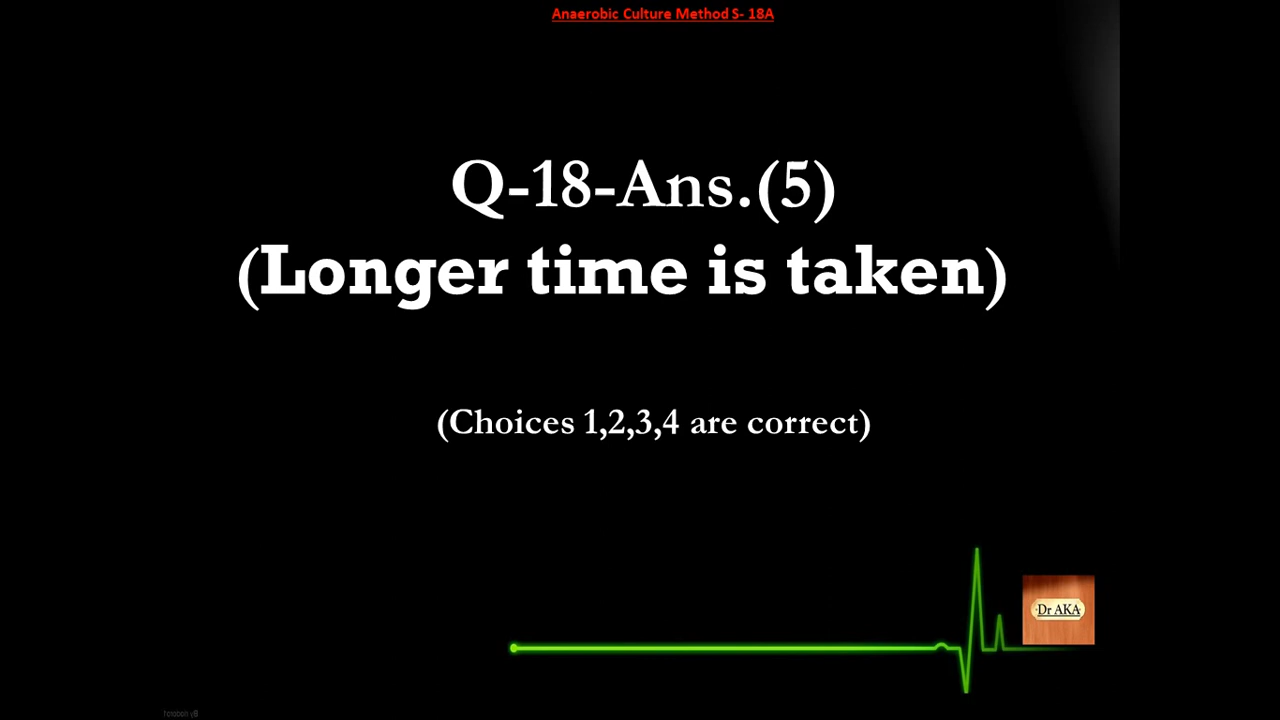 Anaerobic Culture Method S- 18A
Q-18-Ans.(5)
(Longer time is taken)
(Choices 1,2,3,4 are correct)
Dr AKA